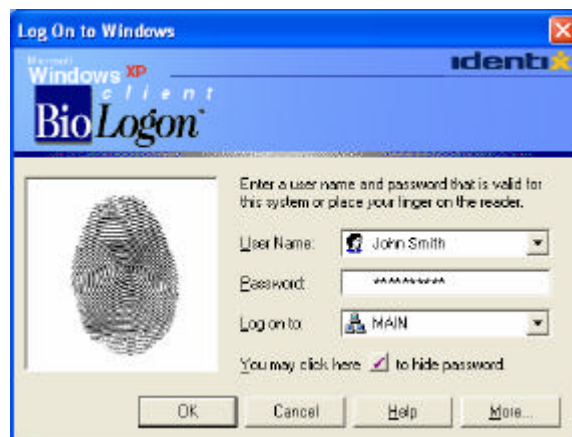 Log On to Windows
Microsoft
Windows XP
identix
client
BioLogon
Enter a user name and password that is valid for
this system or place your finger on the reader.
User Name: John Smith
Password: **********
Log on to: MAIN
You may click here to hide password
OK Cancel Help More...